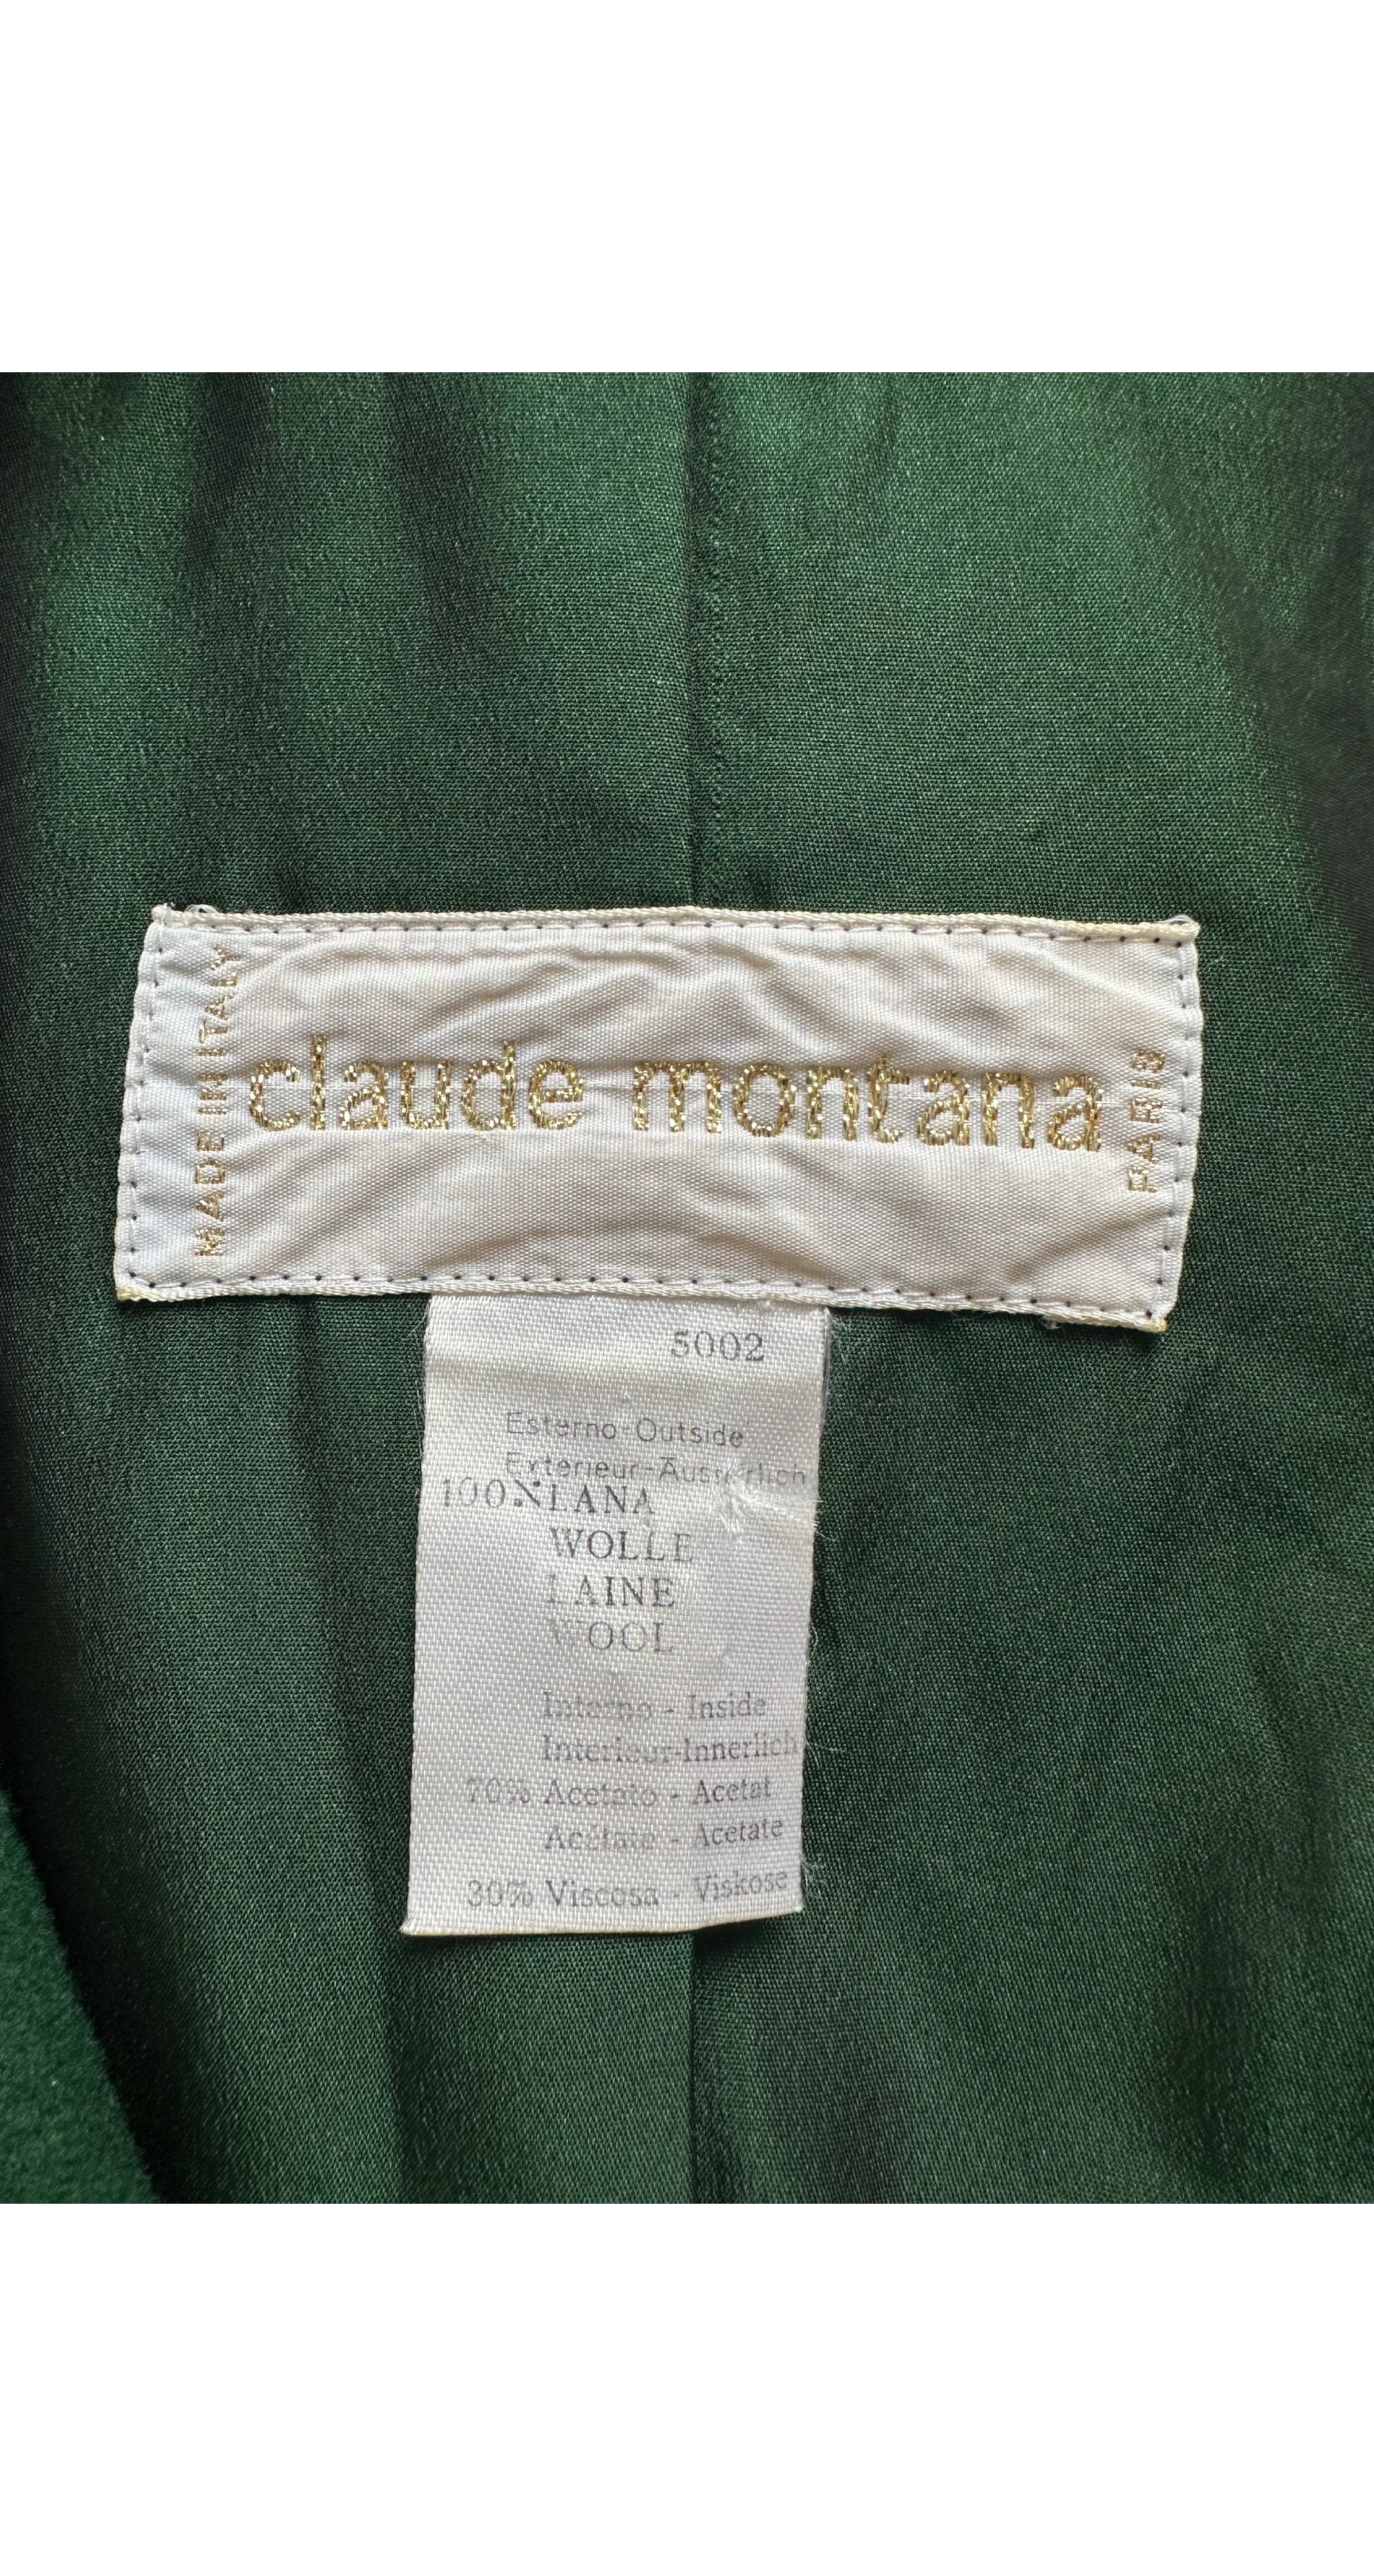 MADE IN ITALY
claude montana
PARIS
5002
Esterno-Outside
Exterieur-Ausserlich
100% LANA
WOLLE
LAINE
WOOL
Interno - Inside
Interieur-Innerlich
70% Acetato - Acetat
Acétate - Acetate
30% Viscosa - Viskose